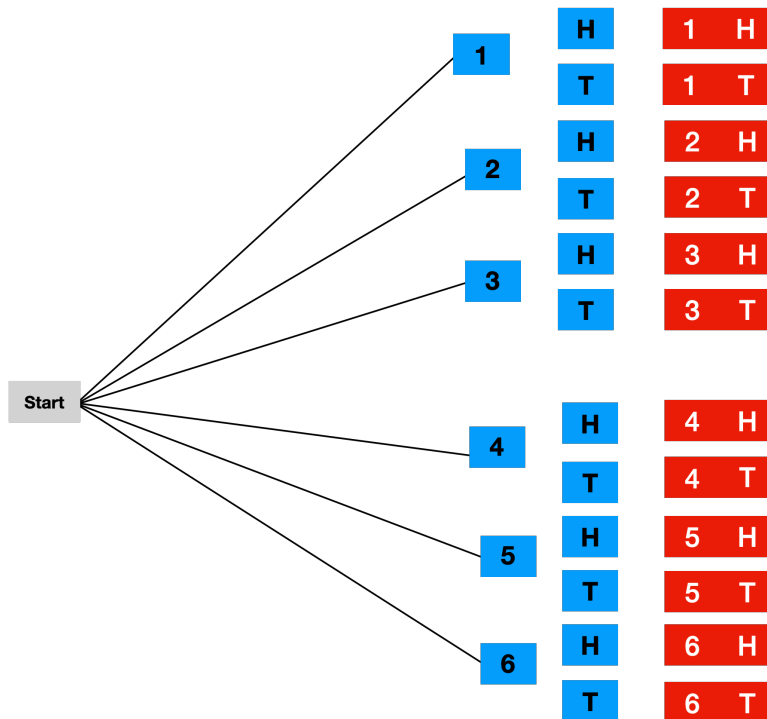 H 1 H
1
T 1 T
H 2 H
2
T 2 T
H 3 H
3
T 3 T
Start
H 4 H
4
T 4 T
H 5 H
5
T 5 T
H 6 H
6
T 6 T